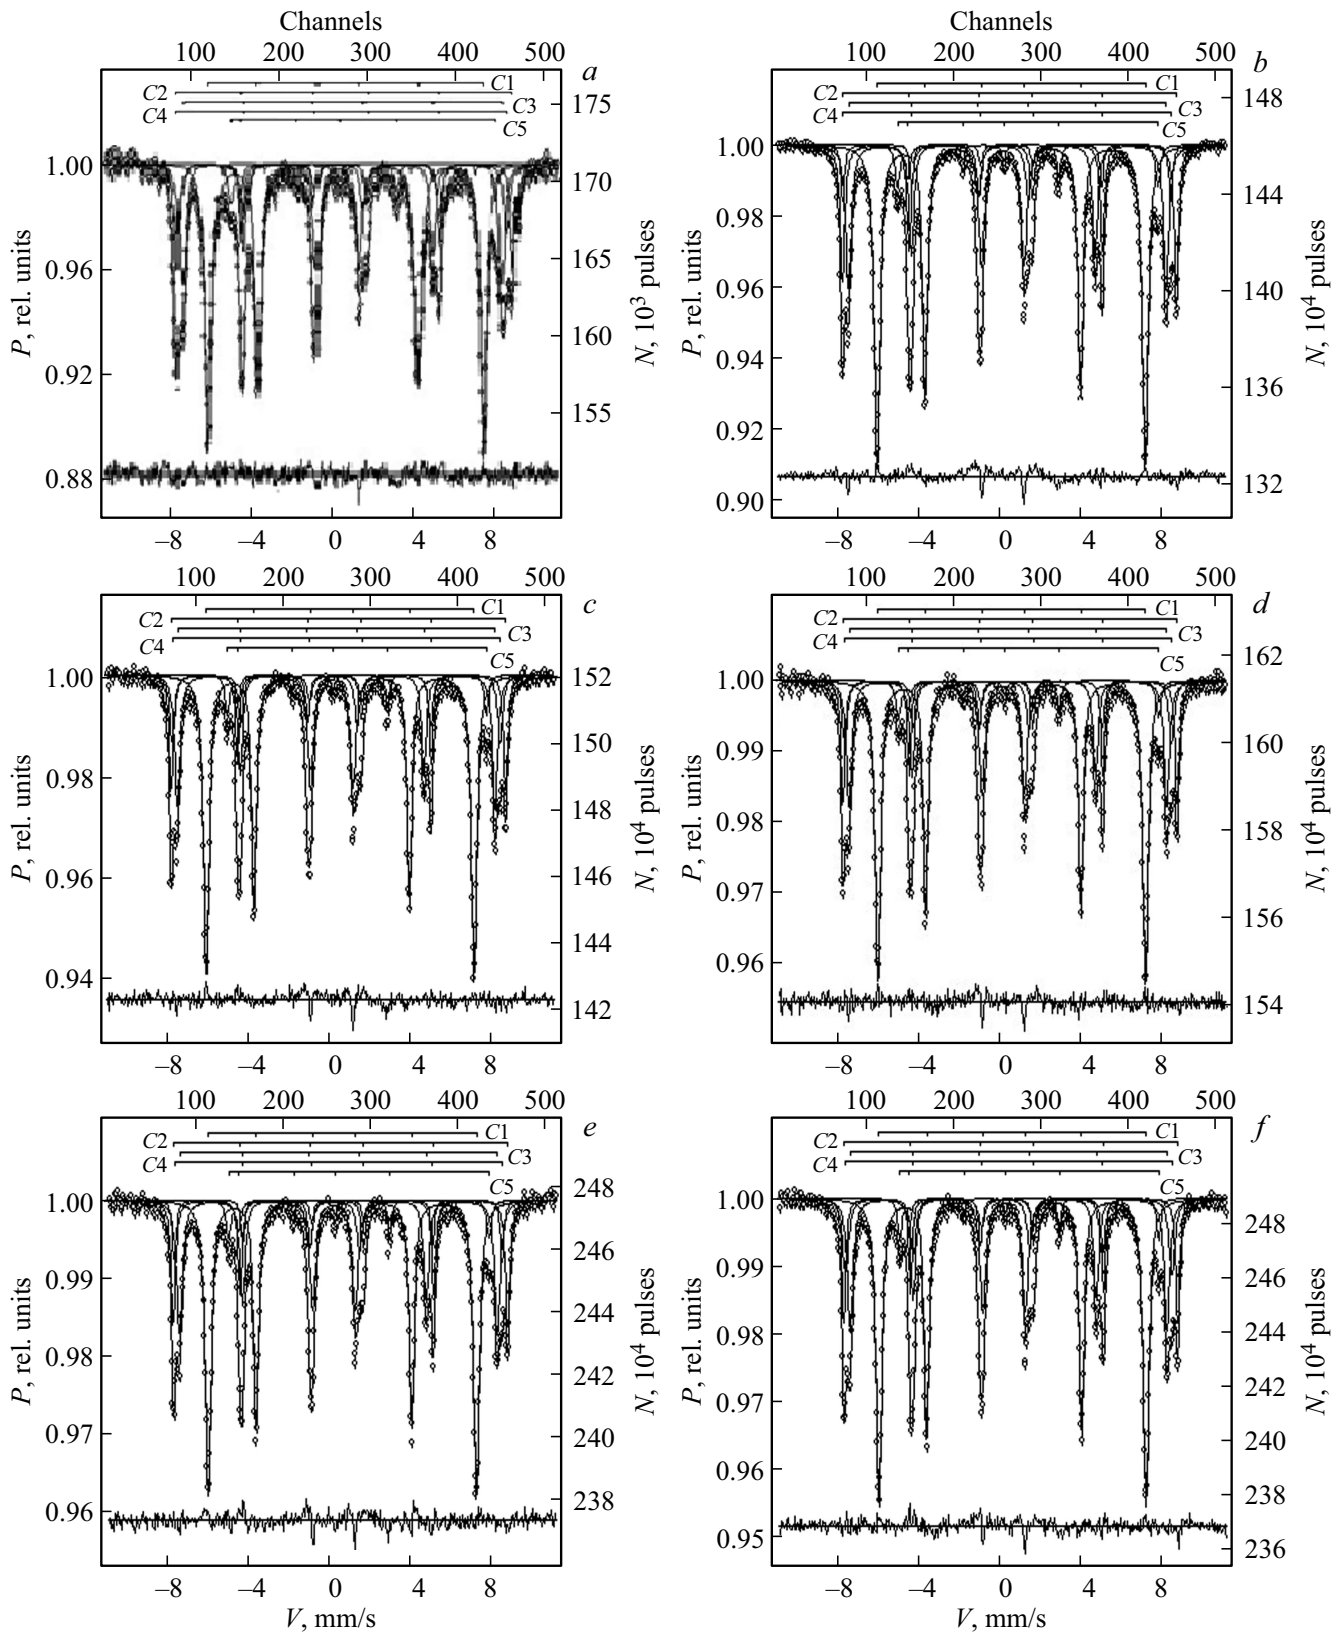 Channels
100 200 300 400 500
a
C1
C2
C3
C4
C5
1.00
0.96
0.92
0.88
P, rel. units
175
170
165
160
155
N, 10³ pulses
–8 –4 0 4 8
Channels
100 200 300 400 500
b
C1
C2
C3
C4
C5
1.00
0.98
0.96
0.94
0.92
0.90
P, rel. units
148
144
140
136
132
N, 10⁴ pulses
–8 –4 0 4 8
100 200 300 400 500
c
C1
C2
C3
C4
C5
1.00
0.98
0.96
0.94
P, rel. units
152
150
148
146
144
142
N, 10⁴ pulses
–8 –4 0 4 8
100 200 300 400 500
d
C1
C2
C3
C4
C5
1.00
0.99
0.98
0.97
0.96
P, rel. units
162
160
158
156
154
N, 10⁴ pulses
–8 –4 0 4 8
100 200 300 400 500
e
C1
C2
C3
C4
C5
1.00
0.99
0.98
0.97
0.96
P, rel. units
248
246
244
242
240
238
N, 10⁴ pulses
–8 –4 0 4 8
V, mm/s
100 200 300 400 500
f
C1
C2
C3
C4
C5
1.00
0.99
0.98
0.97
0.96
0.95
P, rel. units
248
246
244
242
240
238
236
N, 10⁴ pulses
–8 –4 0 4 8
V, mm/s